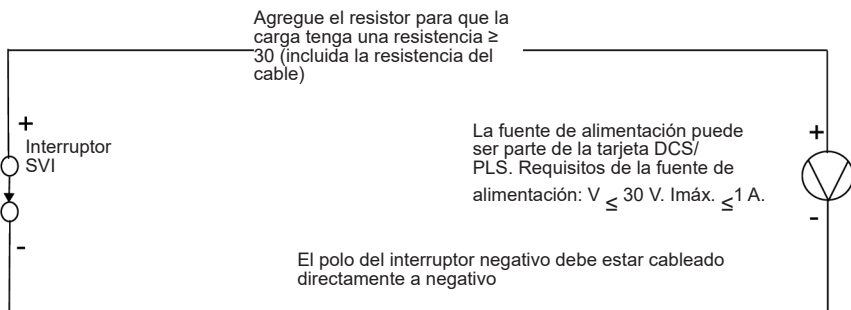 Agregue el resistor para que la
carga tenga una resistencia ≥
30 (incluida la resistencia del
cable)
+
Interruptor
SVI
-
La fuente de alimentación puede
ser parte de la tarjeta DCS/
PLS. Requisitos de la fuente de
alimentación: V ≤ 30 V. Imáx. ≤1 A.
+
-
El polo del interruptor negativo debe estar cableado
directamente a negativo